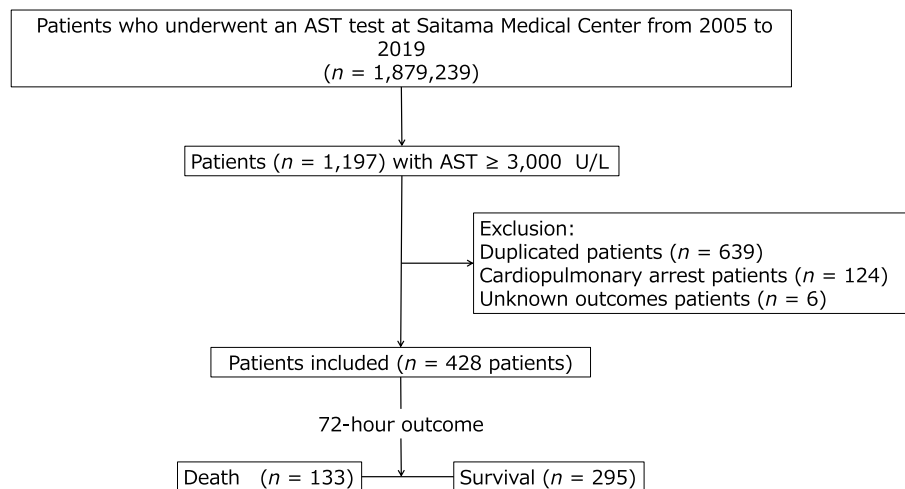 Patients who underwent an AST test at Saitama Medical Center from 2005 to
2019
(n = 1,879,239)
Patients (n = 1,197) with AST ≥ 3,000 U/L
Exclusion:
Duplicated patients (n = 639)
Cardiopulmonary arrest patients (n = 124)
Unknown outcomes patients (n = 6)
Patients included (n = 428 patients)
72-hour outcome
Death (n = 133)
Survival (n = 295)